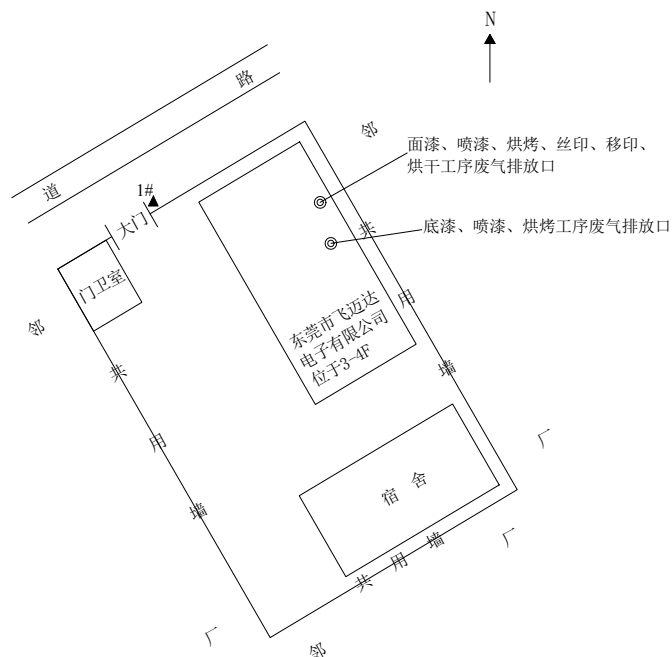 N
道路
邻厂
面漆、喷漆、烘烤、丝印、移印、
烘干工序废气排放口
底漆、喷漆、烘烤工序废气排放口
1#
大门
门卫室
共用墙
东莞市飞迈达
电子有限公司
位于3-4F
邻厂
共用墙
宿舍
共用墙
邻厂